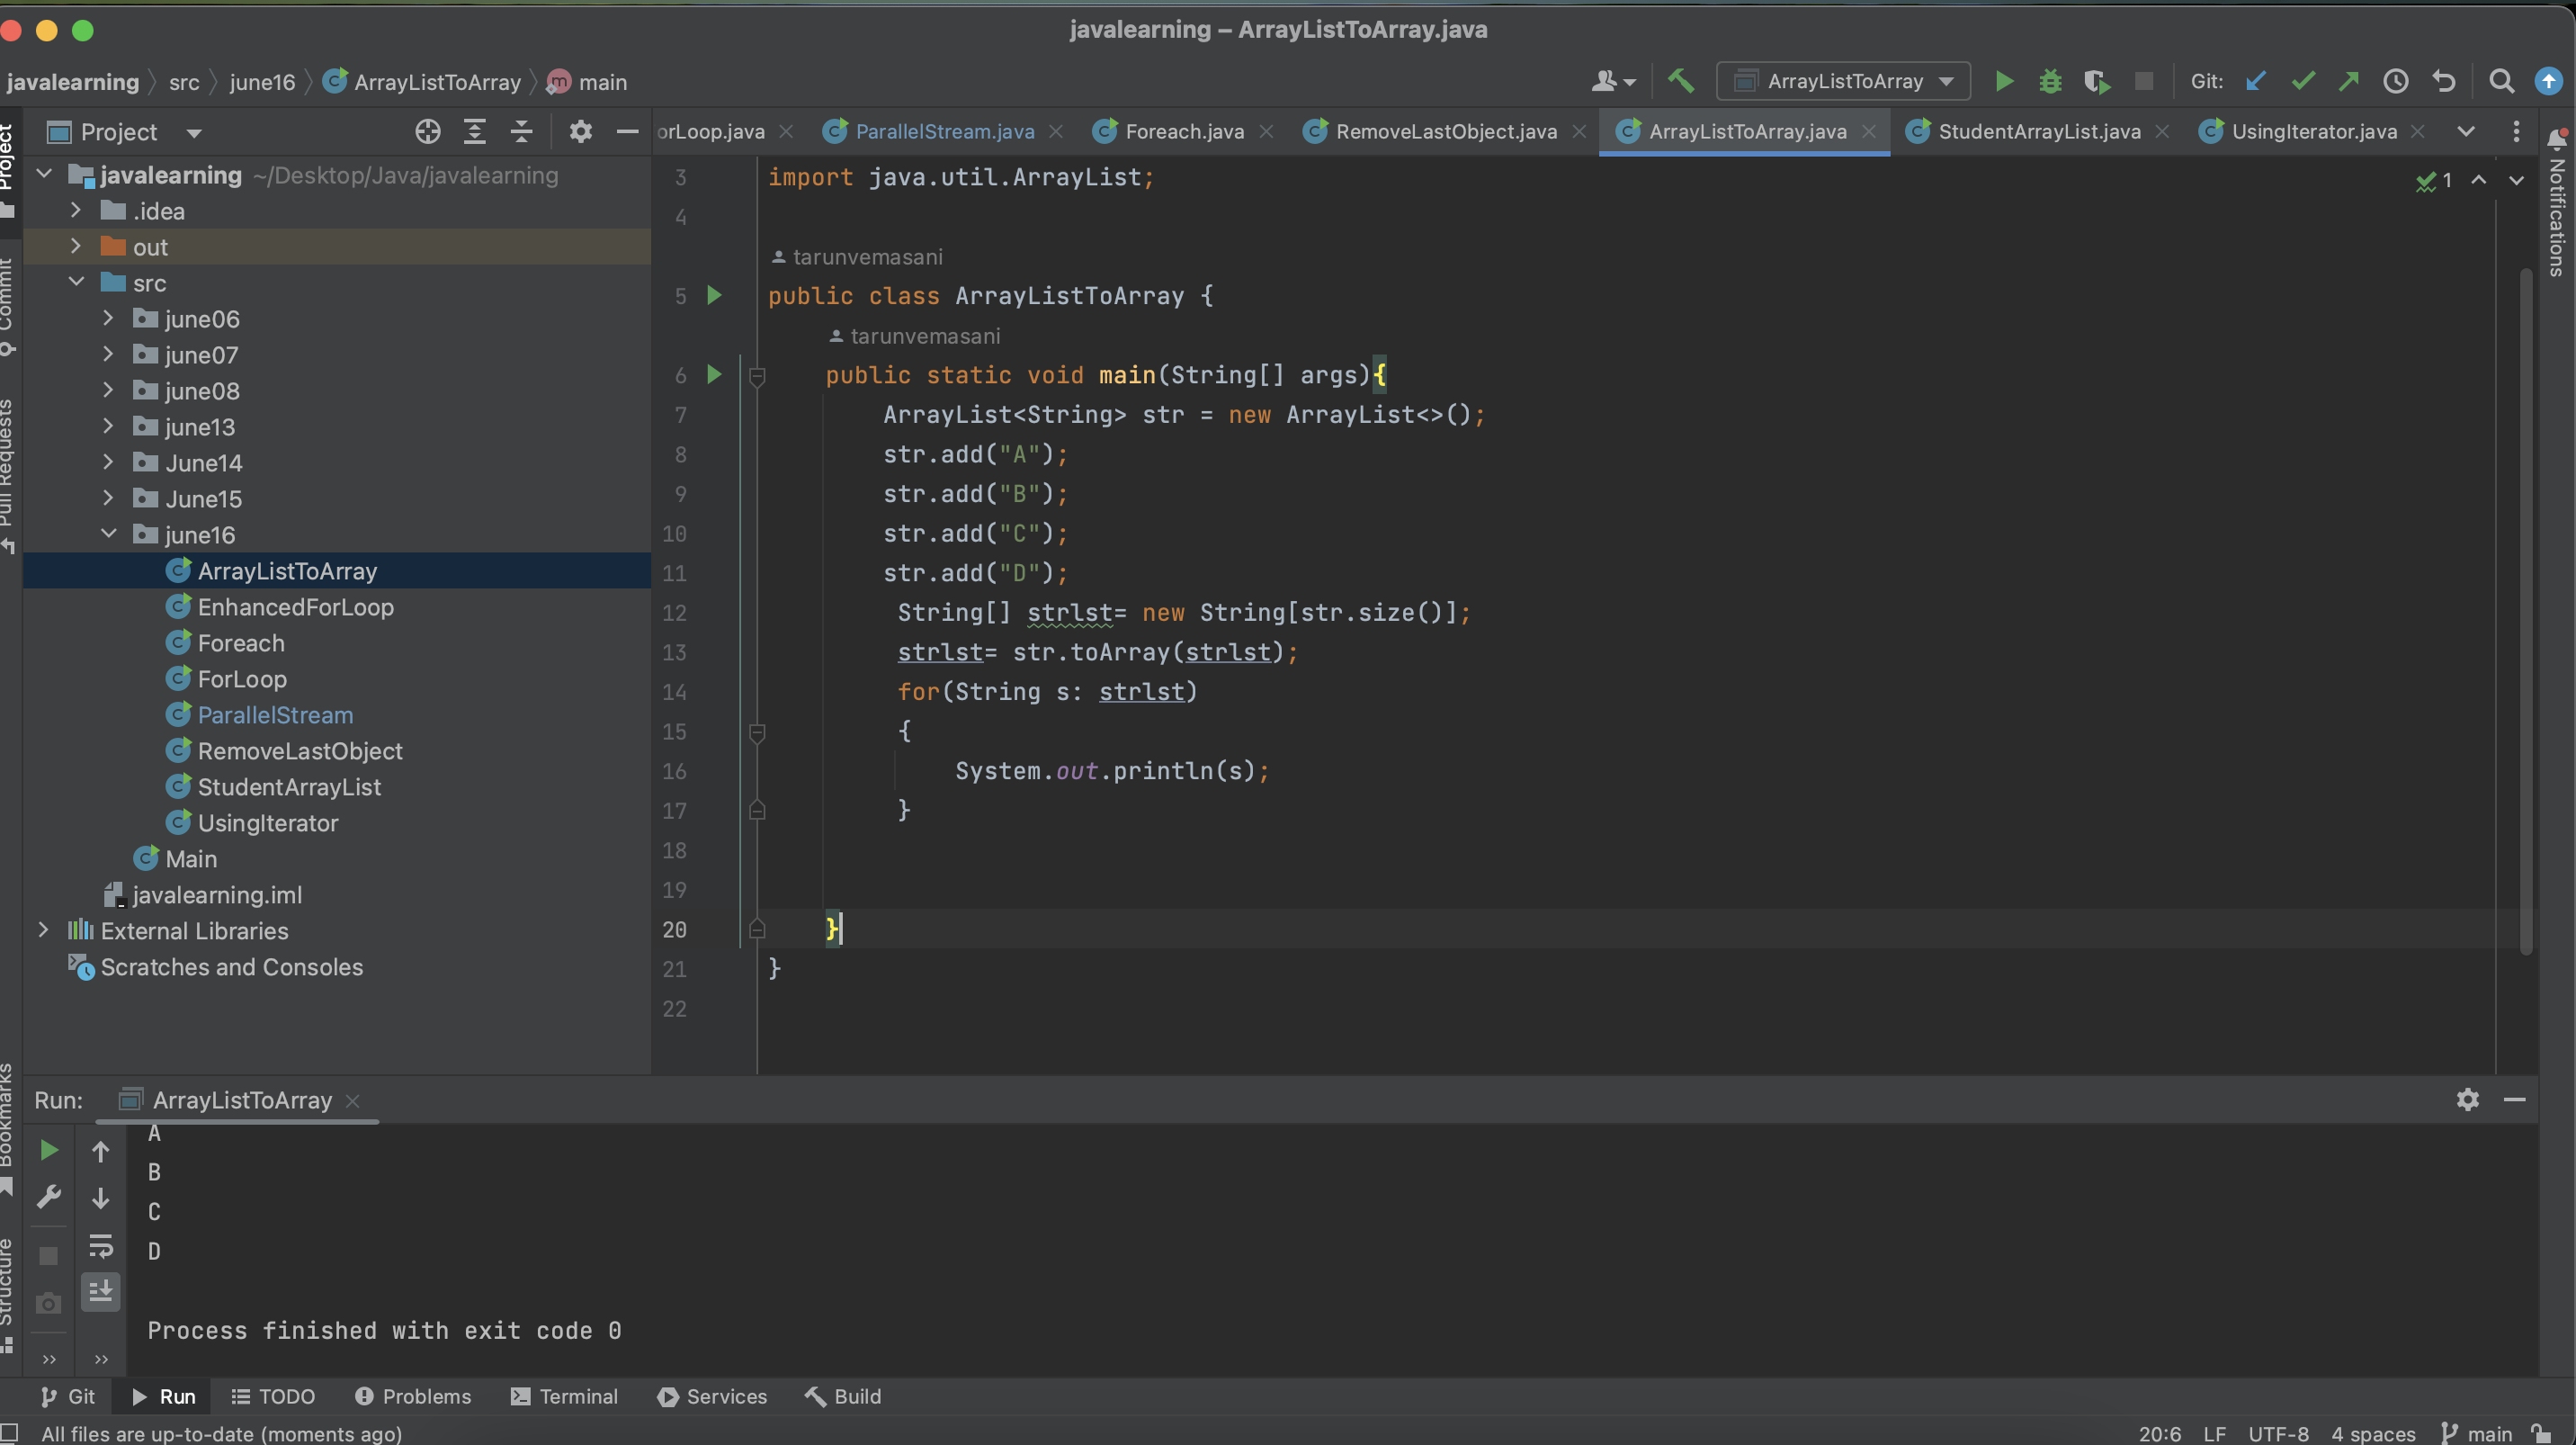 javalearning – ArrayListToArray.java
javalearning src june16 ArrayListToArray main
ArrayListToArray
Git:
Project
orLoop.java ParallelStream.java Foreach.java RemoveLastObject.java ArrayListToArray.java StudentArrayList.java UsingIterator.java
Project
Commit
Pull Requests
Bookmarks
Structure
Notifications
javalearning ~/Desktop/Java/javalearning
.idea
out
src
june06
june07
june08
june13
June14
June15
june16
ArrayListToArray
EnhancedForLoop
Foreach
ForLoop
ParallelStream
RemoveLastObject
StudentArrayList
UsingIterator
Main
javalearning.iml
External Libraries
Scratches and Consoles
1
3 import java.util.ArrayList;
4
tarunvemasani
5 public class ArrayListToArray {
tarunvemasani
6 public static void main(String[] args){
7 ArrayList<String> str = new ArrayList<>();
8 str.add("A");
9 str.add("B");
10 str.add("C");
11 str.add("D");
12 String[] strlst= new String[str.size()];
13 strlst= str.toArray(strlst);
14 for(String s: strlst)
15 {
16 System.out.println(s);
17 }
18
19
20 }
21 }
22
Run: ArrayListToArray
A
B
C
D
Process finished with exit code 0
Git Run TODO Problems Terminal Services Build
All files are up-to-date (moments ago)
20:6 LF UTF-8 4 spaces main